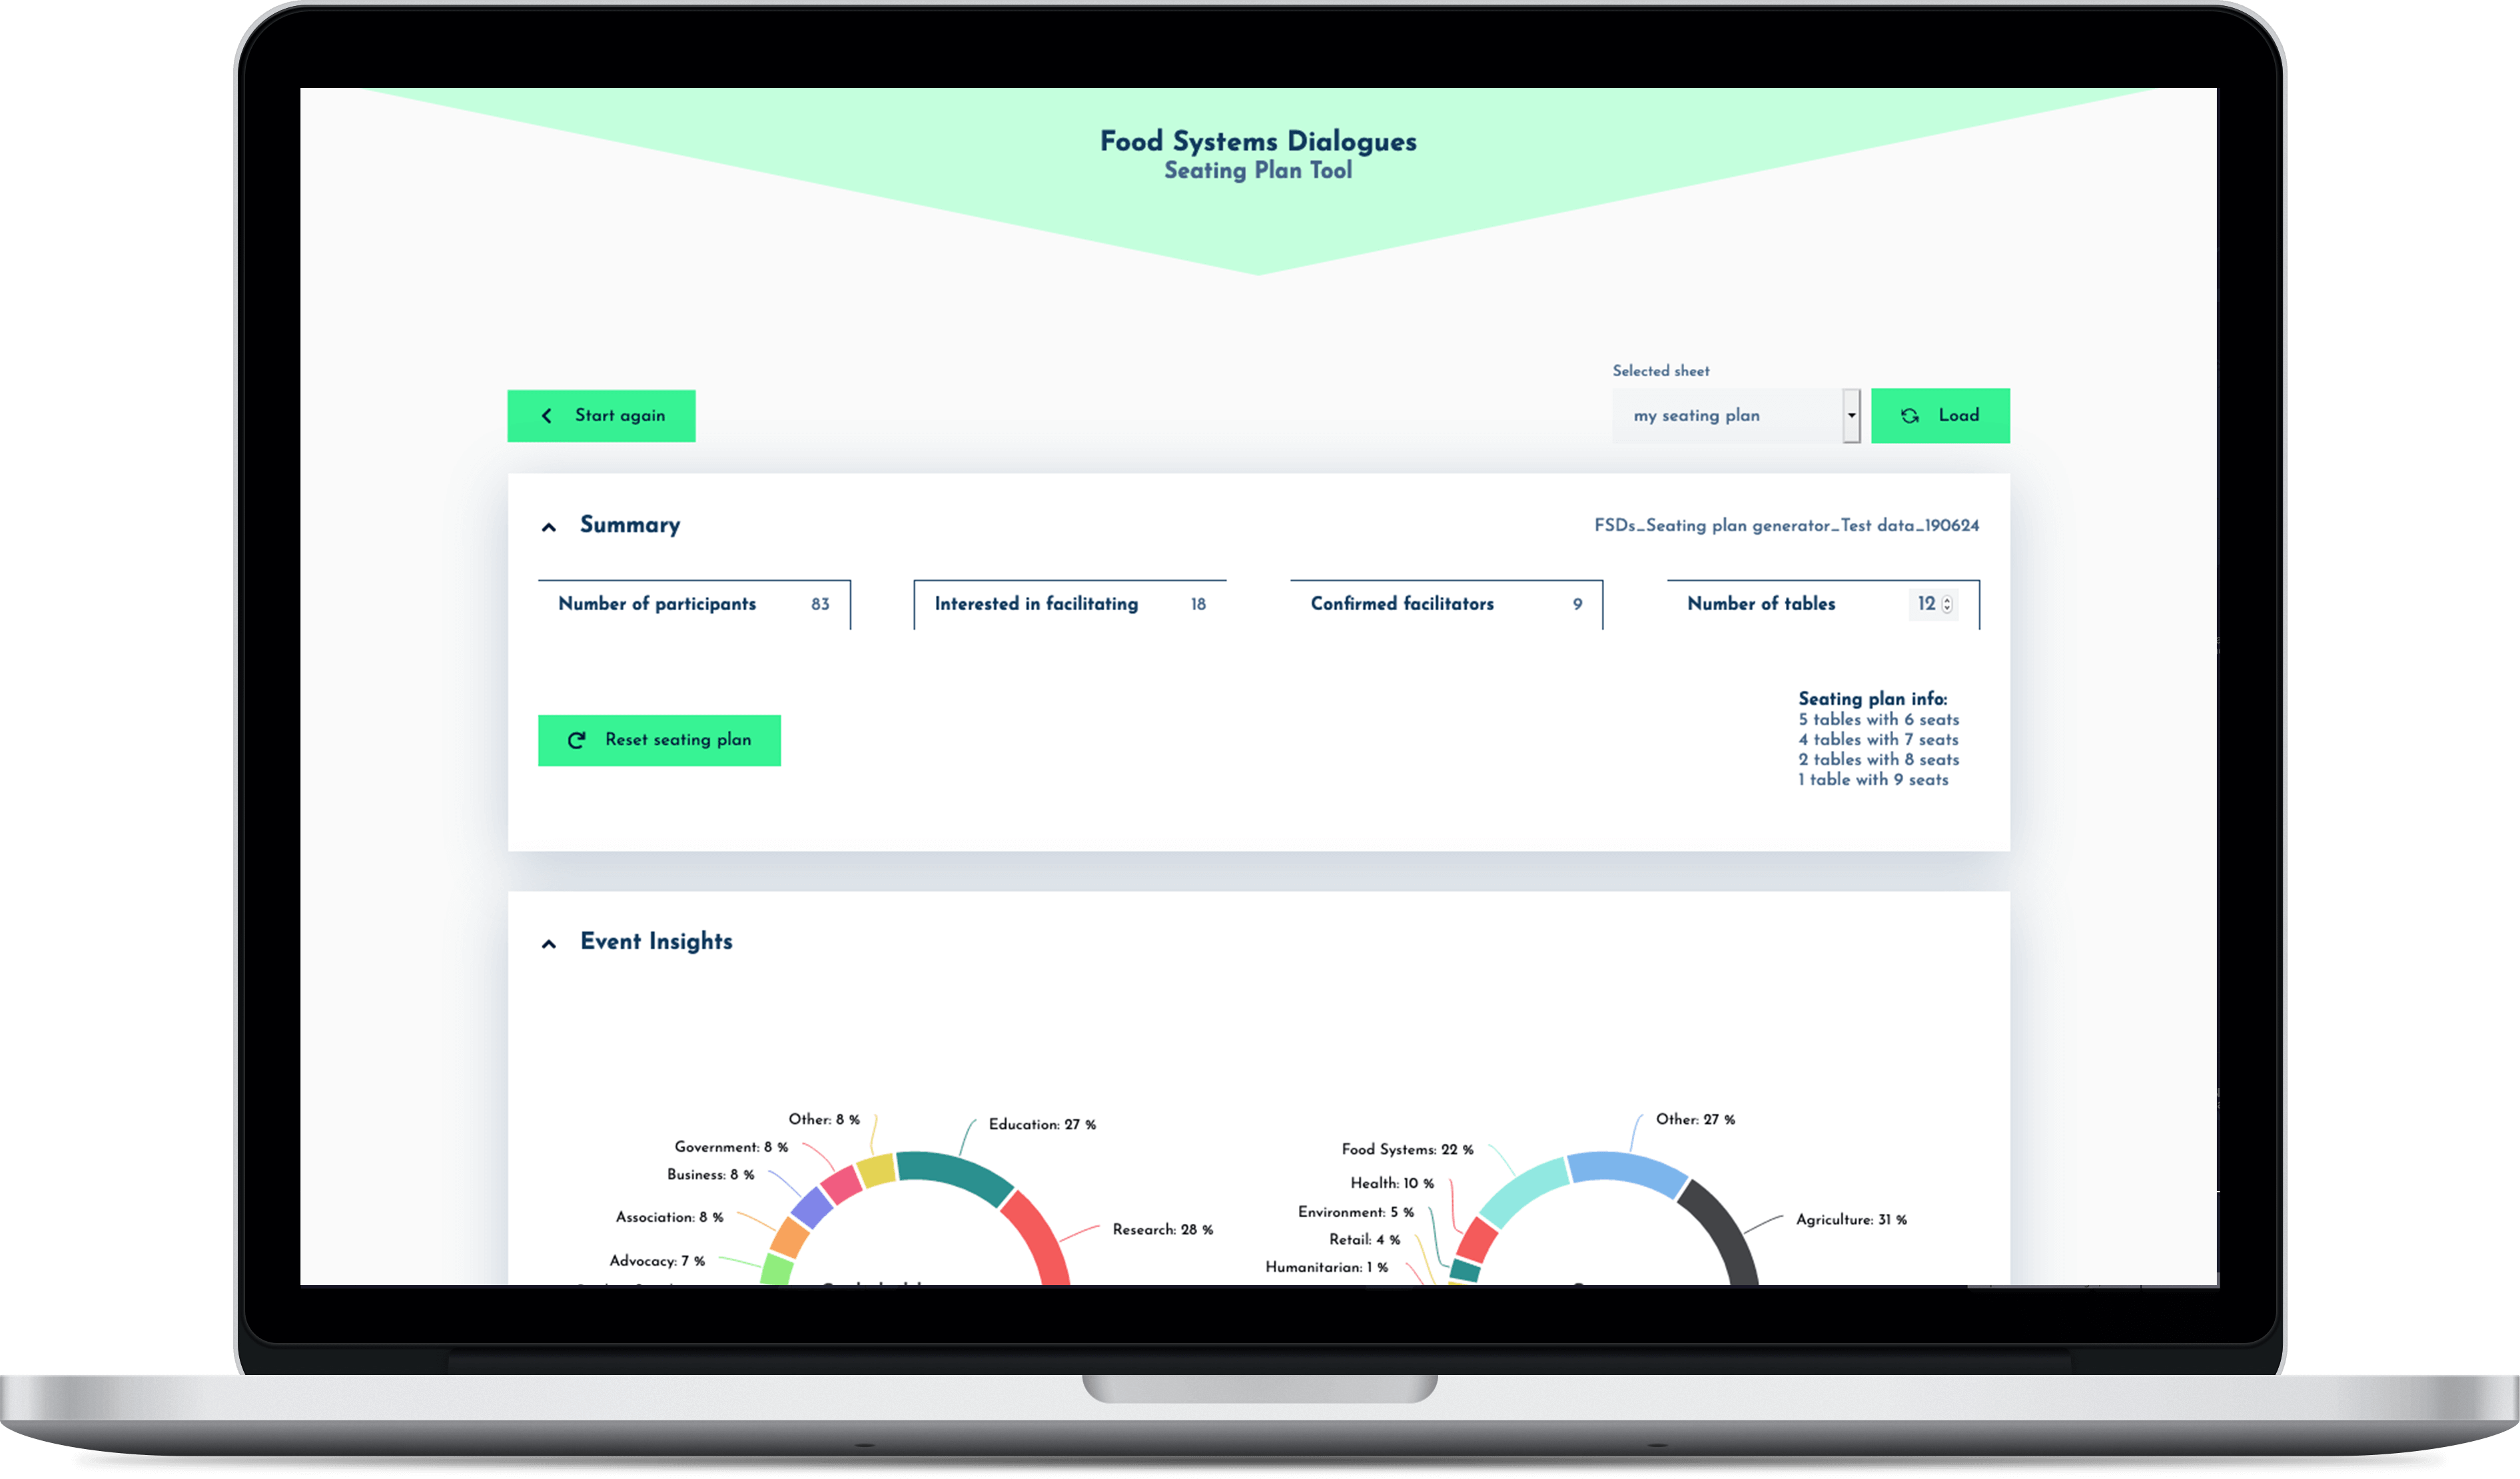 Food Systems Dialogues
Seating Plan Tool
Selected sheet
Start again
my seating plan
Load
Summary
FSDs_Seating plan generator_Test data_190624
Number of participants 83
Interested in facilitating 18
Confirmed facilitators 9
Number of tables 12
Seating plan info:
5 tables with 6 seats
4 tables with 7 seats
2 tables with 8 seats
1 table with 9 seats
Reset seating plan
Event Insights
Other: 8 %
Education: 27 %
Government: 8 %
Business: 8 %
Association: 8 %
Research: 28 %
Advocacy: 7 %
Other: 27 %
Food Systems: 22 %
Health: 10 %
Environment: 5 %
Agriculture: 31 %
Retail: 4 %
Humanitarian: 1 %